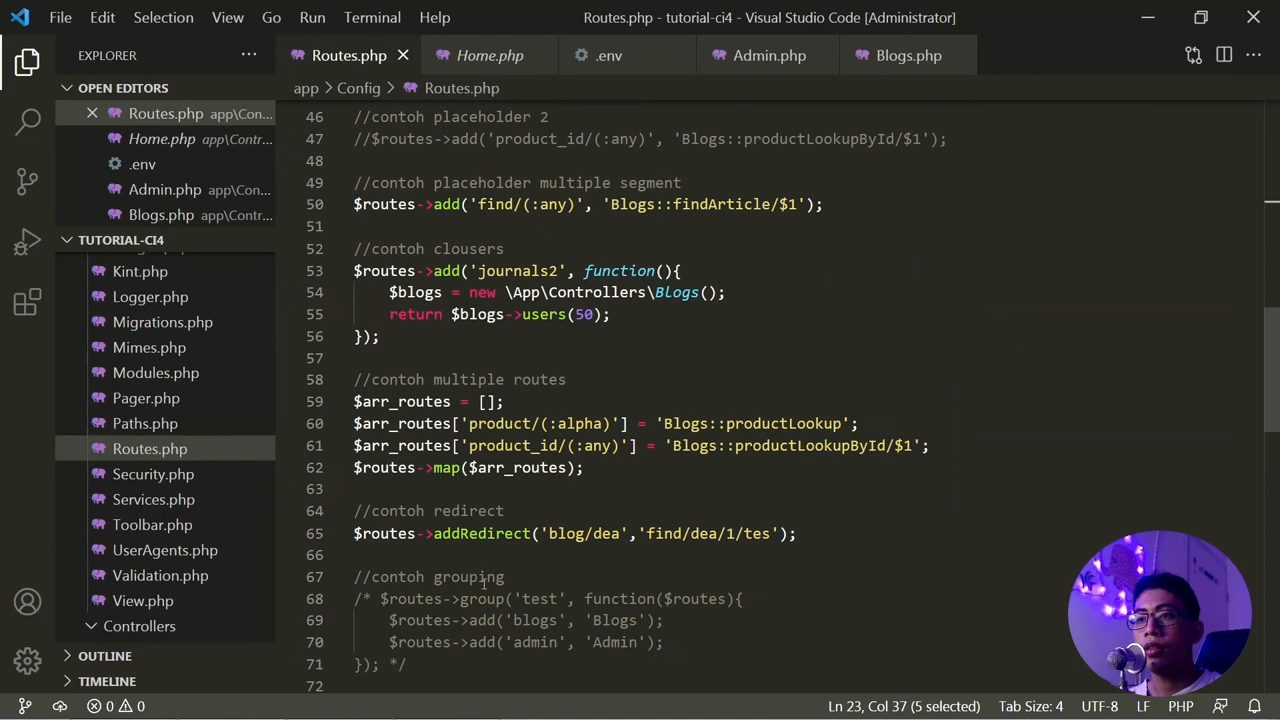 File Edit Selection View Go Run Terminal Help
Routes.php - tutorial-ci4 - Visual Studio Code [Administrator]
EXPLORER
OPEN EDITORS
Routes.php app\Con...
Home.php app\Contr...
.env
Admin.php app\Con...
Blogs.php app\Contr...
TUTORIAL-CI4
Kint.php
Logger.php
Migrations.php
Mimes.php
Modules.php
Pager.php
Paths.php
Routes.php
Security.php
Services.php
Toolbar.php
UserAgents.php
Validation.php
View.php
Controllers
OUTLINE
TIMELINE
Routes.php Home.php .env Admin.php Blogs.php
app > Config > Routes.php
46 //contoh placeholder 2
47 //$routes->add('product_id/(:any)', 'Blogs::productLookupById/$1');
48
49 //contoh placeholder multiple segment
50 $routes->add('find/(:any)', 'Blogs::findArticle/$1');
51
52 //contoh clousers
53 $routes->add('journals2', function(){
54 $blogs = new \App\Controllers\Blogs();
55 return $blogs->users(50);
56 });
57
58 //contoh multiple routes
59 $arr_routes = [];
60 $arr_routes['product/(:alpha)'] = 'Blogs::productLookup';
61 $arr_routes['product_id/(:any)'] = 'Blogs::productLookupById/$1';
62 $routes->map($arr_routes);
63
64 //contoh redirect
65 $routes->addRedirect('blog/dea','find/dea/1/tes');
66
67 //contoh grouping
68 /* $routes->group('test', function($routes){
69 $routes->add('blogs', 'Blogs');
70 $routes->add('admin', 'Admin');
71 }); */
72
0 0 Ln 23, Col 37 (5 selected) Tab Size: 4 UTF-8 LF PHP